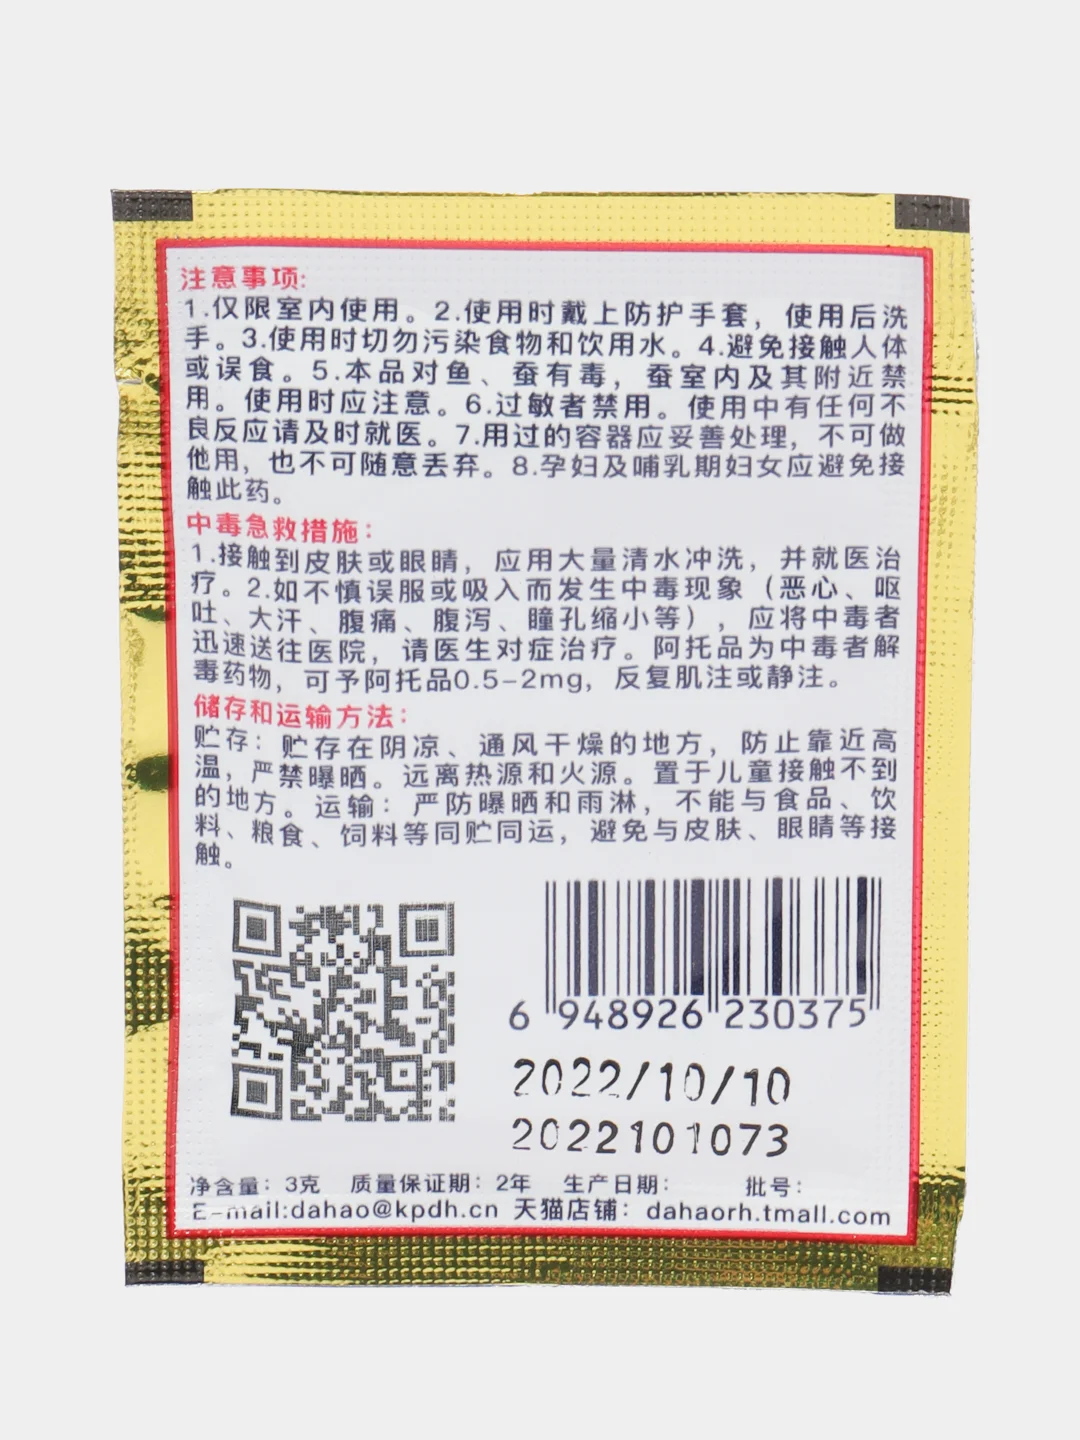 注意事项:
1.仅限室内使用。2.使用时戴上防护手套，使用后洗
手。3.使用时切勿污染食物和饮用水。4.避免接触人体
或误食。5.本品对鱼、蚕有毒，蚕室内及其附近禁
用。使用时应注意。6.过敏者禁用。使用中有任何不
良反应请及时就医。7.用过的容器应妥善处理，不可做
他用，也不可随意丢弃。8.孕妇及哺乳期妇女应避免接
触此药。
中毒急救措施：
1.接触到皮肤或眼睛，应用大量清水冲洗，并就医治
疗。2.如不慎误服或吸入而发生中毒现象（恶心、呕
吐、大汗、腹痛、腹泻、瞳孔缩小等），应将中毒者
迅速送往医院，请医生对症治疗。阿托品为中毒者解
毒药物，可予阿托品0.5-2mg，反复肌注或静注。
储存和运输方法：
贮存：贮存在阴凉、通风干燥的地方，防止靠近高
温，严禁曝晒。远离热源和火源。置于儿童接触不到
的地方。运输：严防曝晒和雨淋，不能与食品、饮
料、粮食、饲料等同贮同运，避免与皮肤、眼睛等接
触。
6 948926 230375
2022/10/10
2022101073
净含量：3克 质量保证期：2年 生产日期： 批号：
E-mail:dahao@kpdh.cn 天猫店铺：dahaorh.tmall.com